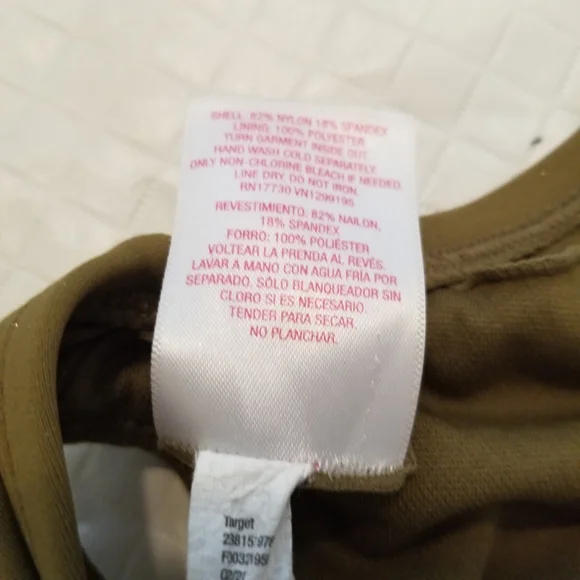 SHELL: 82% NYLON 18% SPANDEX
LINING: 100% POLYESTER
TURN GARMENT INSIDE OUT.
HAND WASH COLD SEPARATELY.
ONLY NON-CHLORINE BLEACH IF NEEDED.
LINE DRY. DO NOT IRON.
RN17730 VN1299195
REVESTIMIENTO: 82% NAILON,
18% SPANDEX
FORRO: 100% POLIÉSTER
VOLTEAR LA PRENDA AL REVÉS.
LAVAR A MANO CON AGUA FRÍA POR
SEPARADO. SÓLO BLANQUEADOR SIN
CLORO SI ES NECESARIO.
TENDER PARA SECAR.
NO PLANCHAR.
Target